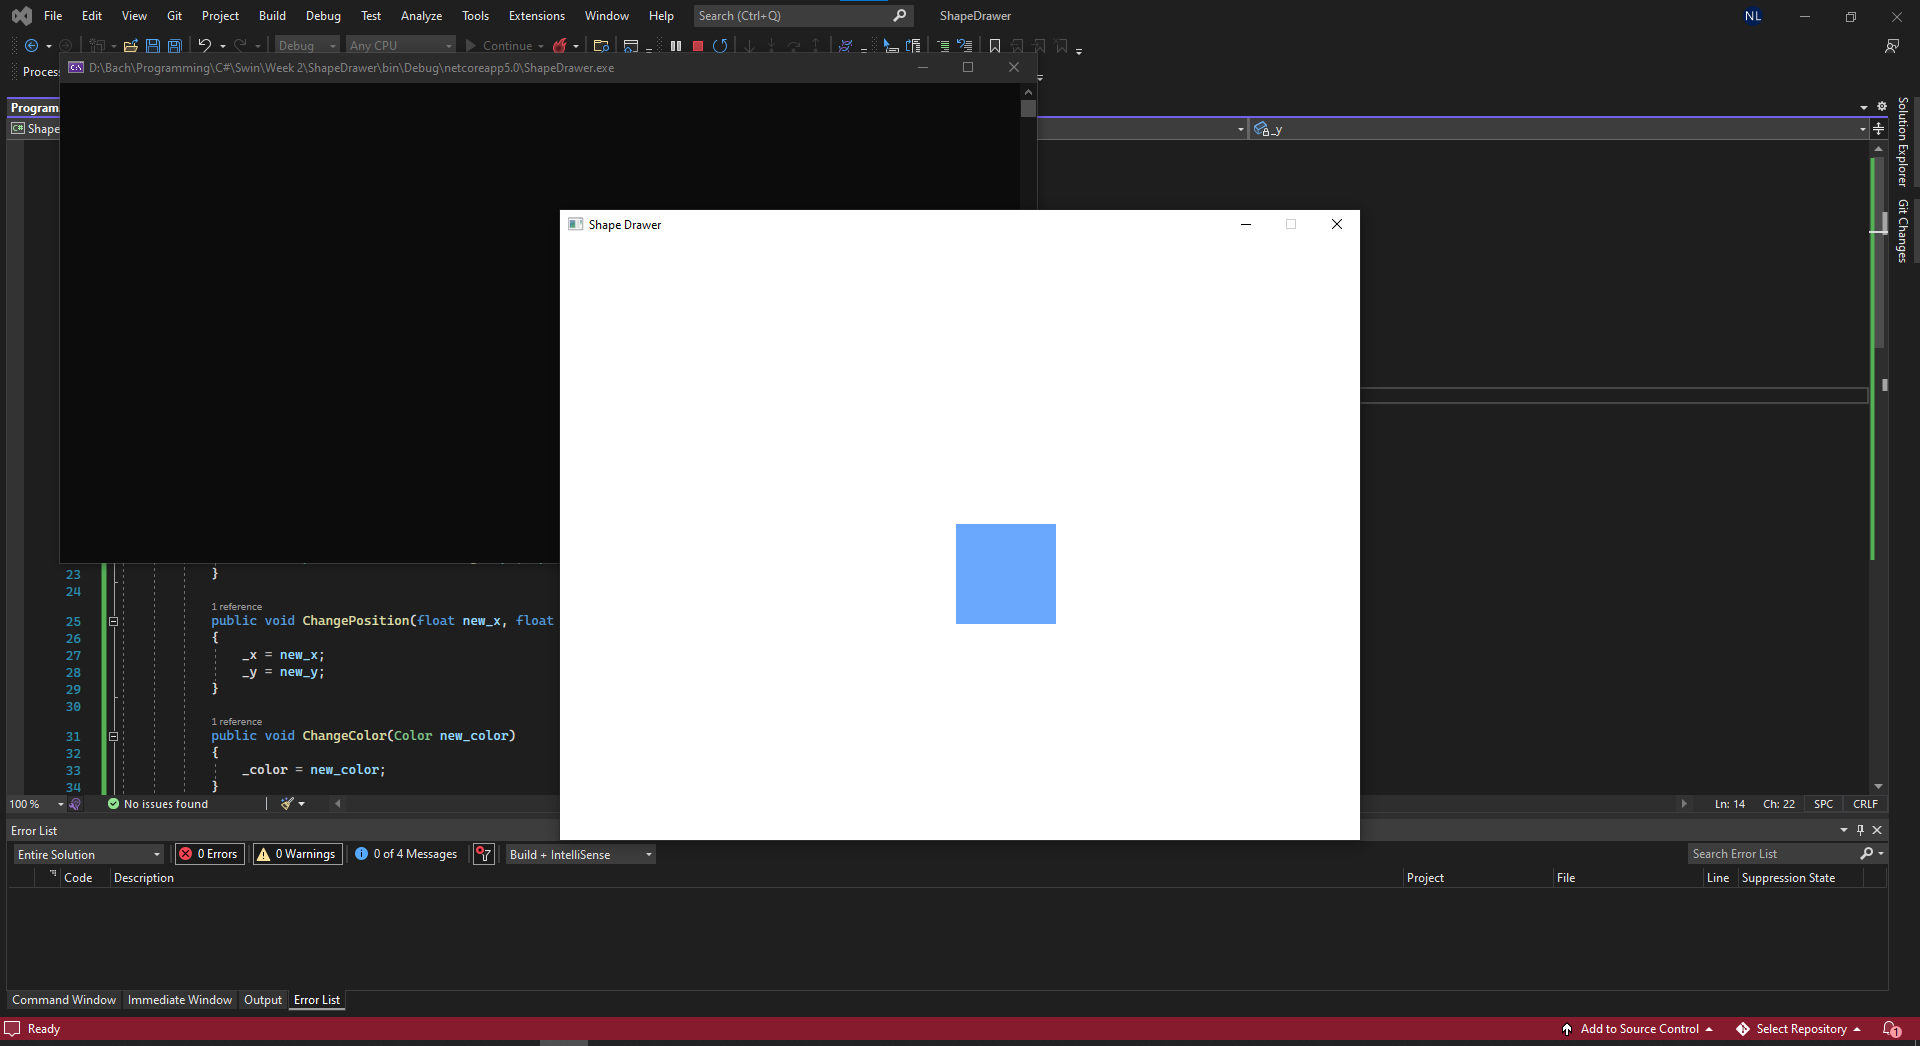 File Edit View Git Project Build Debug Test Analyze Tools Extensions Window Help Search (Ctrl+Q) ShapeDrawer NL
Debug Any CPU Continue
Process
D:\Bach\Programming\C#\Swin\Week 2\ShapeDrawer\bin\Debug\netcoreapp5.0\ShapeDrawer.exe
Program
C# Shape _y
Solution Explorer
Git Changes
Shape Drawer
23 }
24
1 reference
25 public void ChangePosition(float new_x, float
26 {
27 _x = new_x;
28 _y = new_y;
29 }
30
1 reference
31 public void ChangeColor(Color new_color)
32 {
33 _color = new_color;
34 }
100 % No issues found Ln: 14 Ch: 22 SPC CRLF
Error List
Entire Solution 0 Errors 0 Warnings 0 of 4 Messages Build + IntelliSense Search Error List
Code Description Project File Line Suppression State
Command Window Immediate Window Output Error List
Ready Add to Source Control Select Repository 1